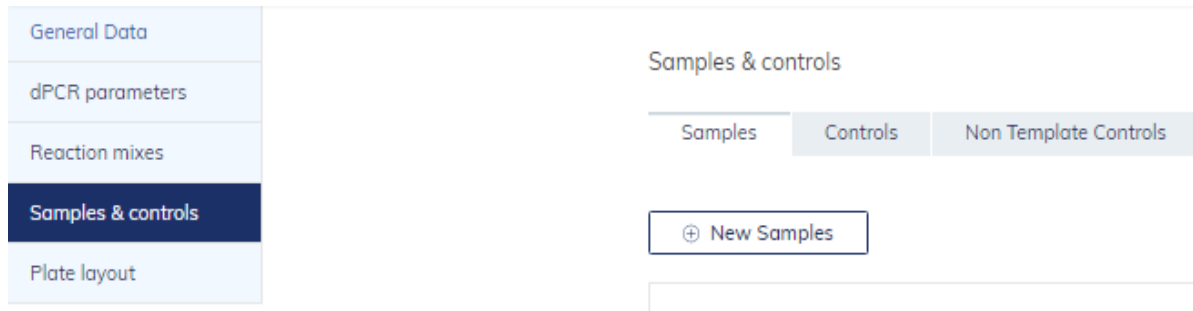 General Data
dPCR parameters
Reaction mixes
Samples & controls
Plate layout
Samples & controls
Samples
Controls
Non Template Controls
New Samples